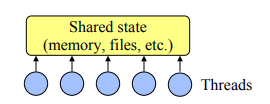 Shared state
(memory, files, etc.)
Threads